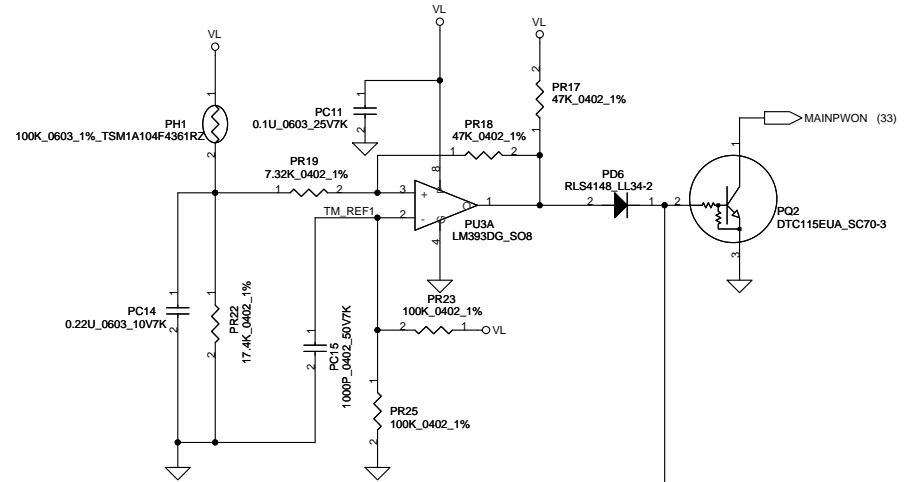 VL
VL
VL
1
PH1
100K_0603_1%_TSM1A104F4361RZ
2
1
PC11
0.1U_0603_25V7K
2
2
PR17
47K_0402_1%
1
PR18
47K_0402_1%
1
2
MAINPWON (33)
1
PR19
7.32K_0402_1%
1
2
8
3
+
P
O
1
TM_REF1
2
-
G
4
PU3A
LM393DG_SO8
PD6
RLS4148_LL34-2
2
1
2
PQ2
DTC115EUA_SC70-3
3
1
PC14
0.22U_0603_10V7K
2
1
PR22
17.4K_0402_1%
2
1
PC15
1000P_0402_50V7K
2
PR23
100K_0402_1%
2
1
VL
1
PR25
100K_0402_1%
2